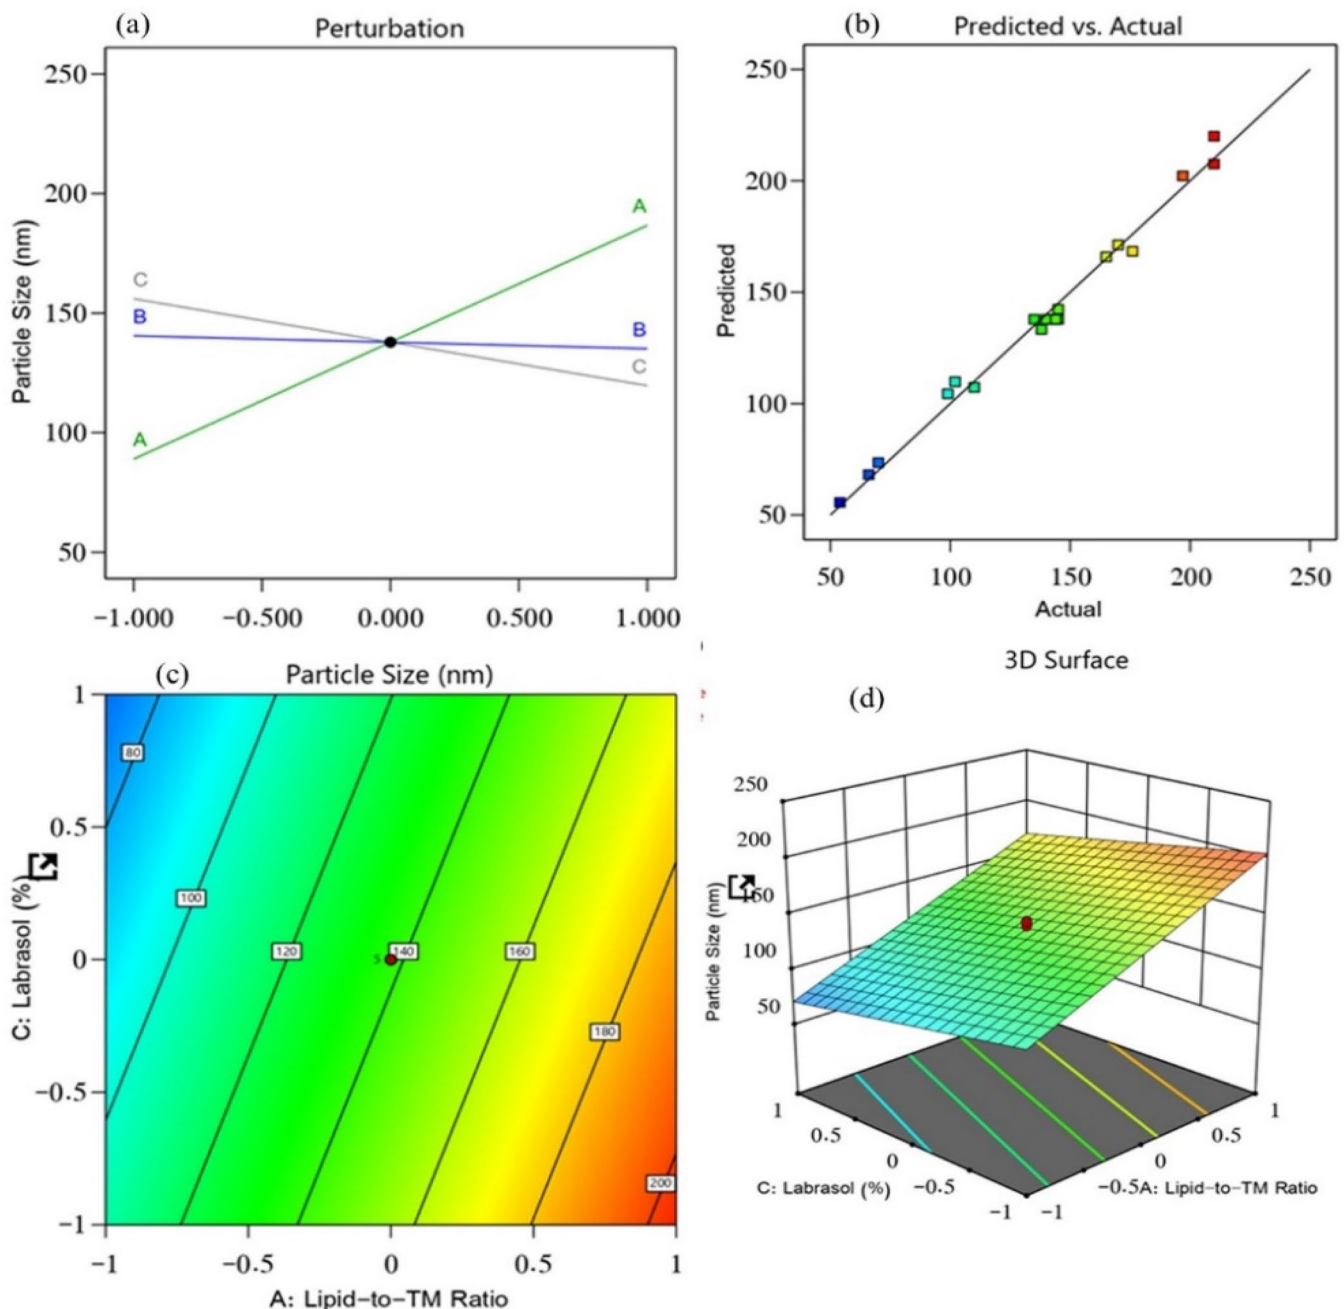 (a)
Perturbation
250
200
150
100
50
Particle Size (nm)
A
C
B
B
C
A
−1.000
−0.500
0.000
0.500
1.000
(b)
Predicted vs. Actual
250
200
150
100
50
Predicted
50
100
150
200
250
Actual
(c)
Particle Size (nm)
1
0.5
0
−0.5
−1
C: Labrasol (%)
80
100
120
5
140
160
180
200
−1
−0.5
0
0.5
1
A: Lipid-to-TM Ratio
3D Surface
(d)
250
200
150
100
50
Particle Size (nm)
1
0.5
0
−0.5
−1
C: Labrasol (%)
−1
−0.5
0
0.5
1
A: Lipid-to-TM Ratio